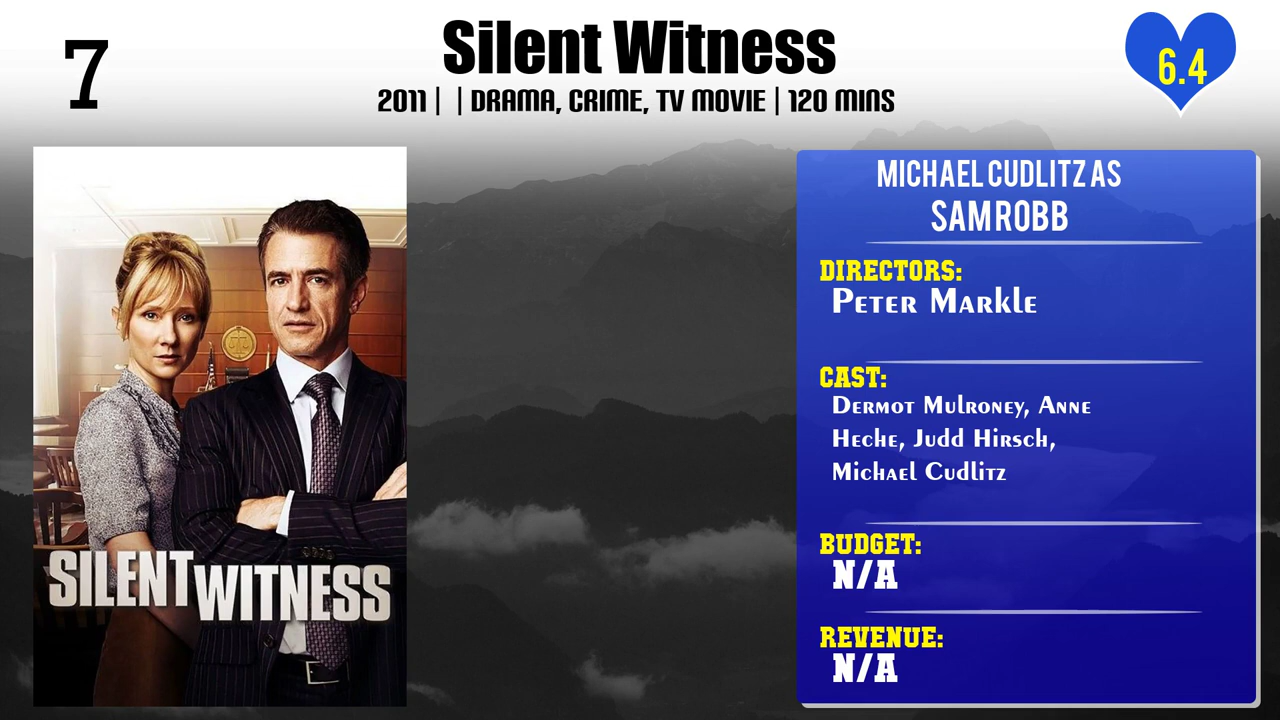 7
Silent Witness
2011 | | DRAMA, CRIME, TV MOVIE | 120 MINS
6.4
MICHAEL CUDLITZ AS
SAM ROBB
DIRECTORS:
PETER MARKLE
CAST:
DERMOT MULRONEY, ANNE
HECHE, JUDD HIRSCH,
MICHAEL CUDLITZ
BUDGET:
N/A
REVENUE:
N/A
SILENT WITNESS